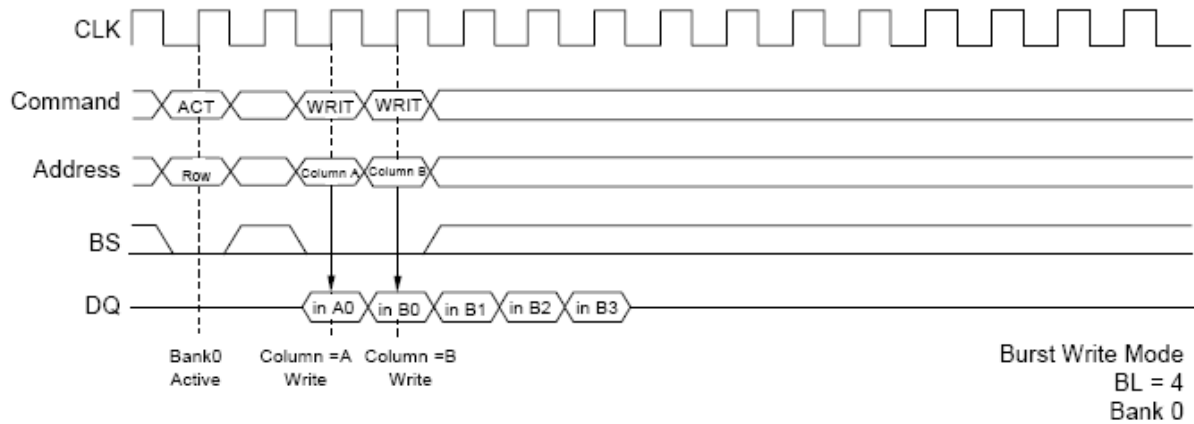 CLK
Command ACT WRIT WRIT
Address Row Column A Column B
BS
DQ in A0 in B0 in B1 in B2 in B3
Bank0 Column =A Column =B
Active Write Write
Burst Write Mode
BL = 4
Bank 0